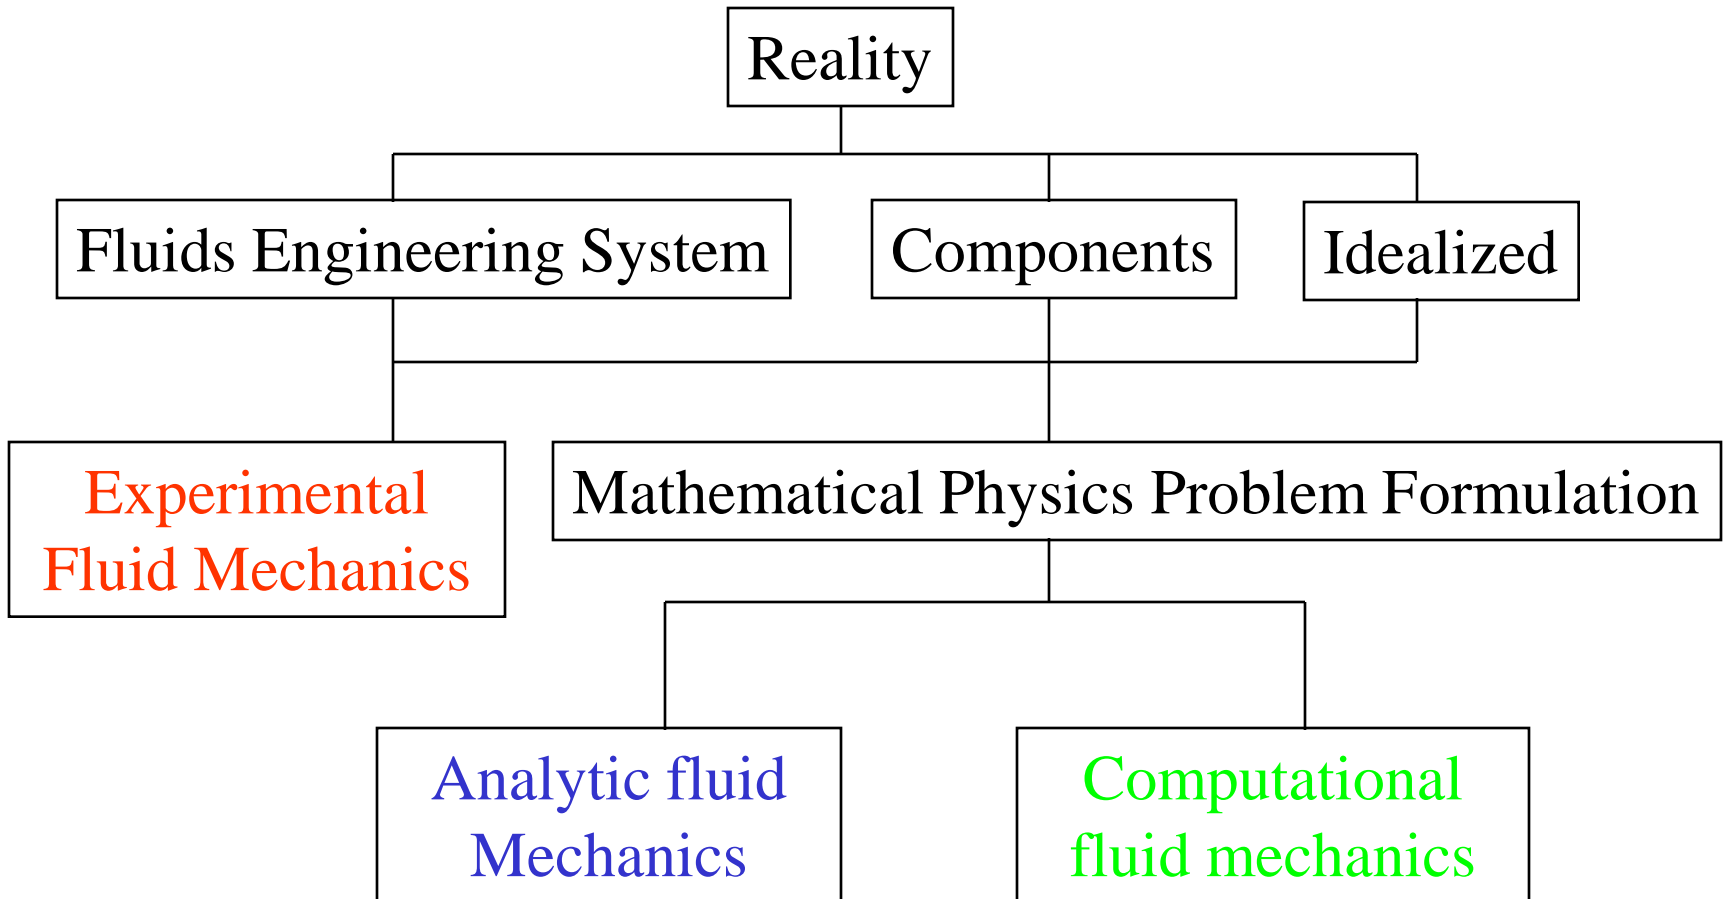 Reality
Fluids Engineering System
Components
Idealized
Experimental
Fluid Mechanics
Mathematical Physics Problem Formulation
Analytic fluid
Mechanics
Computational
fluid mechanics